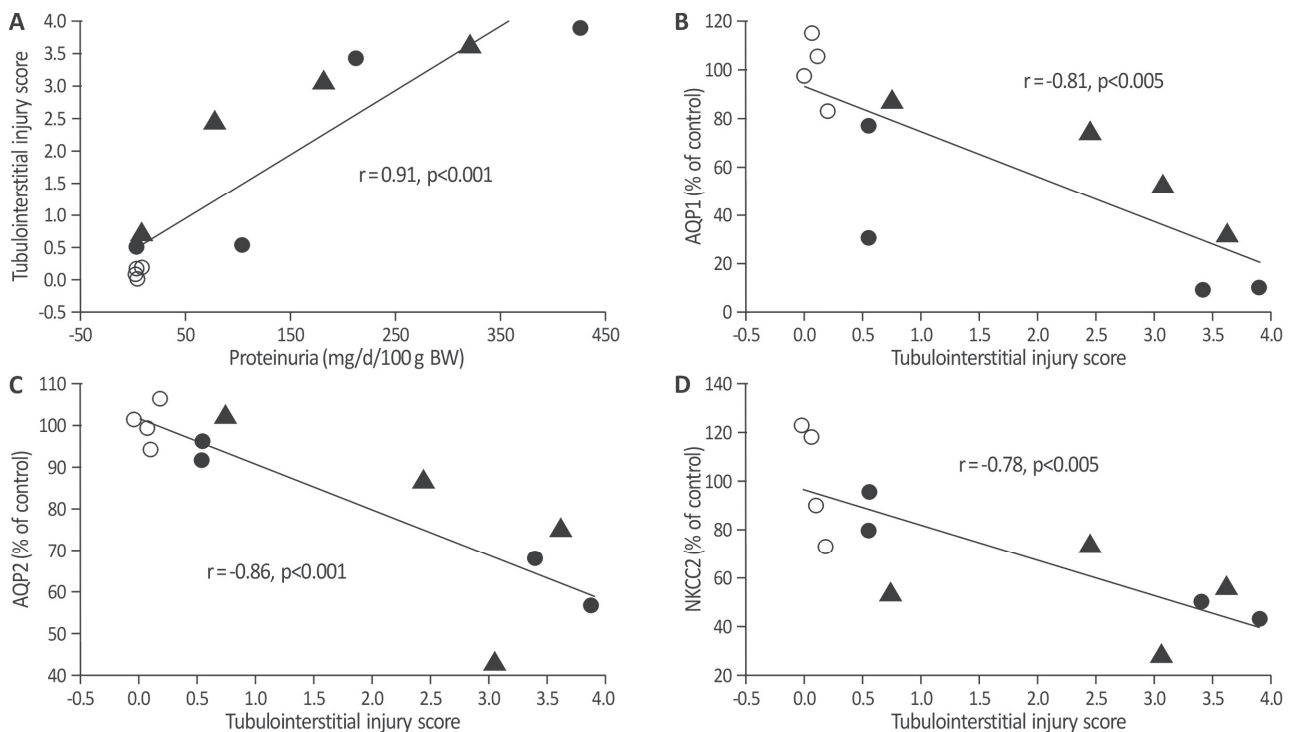 A
Tubulointerstitial injury score
4.0
3.5
3.0
2.5
2.0
1.5
1.0
0.5
0.0
-0.5
r = 0.91, p<0.001
-50 50 150 250 350 450
Proteinuria (mg/d/100 g BW)
B
AQP1 (% of control)
120
100
80
60
40
20
0
r = -0.81, p<0.005
-0.5 0.0 0.5 1.0 1.5 2.0 2.5 3.0 3.5 4.0
Tubulointerstitial injury score
C
AQP2 (% of control)
110
100
90
80
70
60
50
40
r = -0.86, p<0.001
-0.5 0.0 0.5 1.0 1.5 2.0 2.5 3.0 3.5 4.0
Tubulointerstitial injury score
D
NKCC2 (% of control)
140
120
100
80
60
40
20
r = -0.78, p<0.005
-0.5 0.0 0.5 1.0 1.5 2.0 2.5 3.0 3.5 4.0
Tubulointerstitial injury score